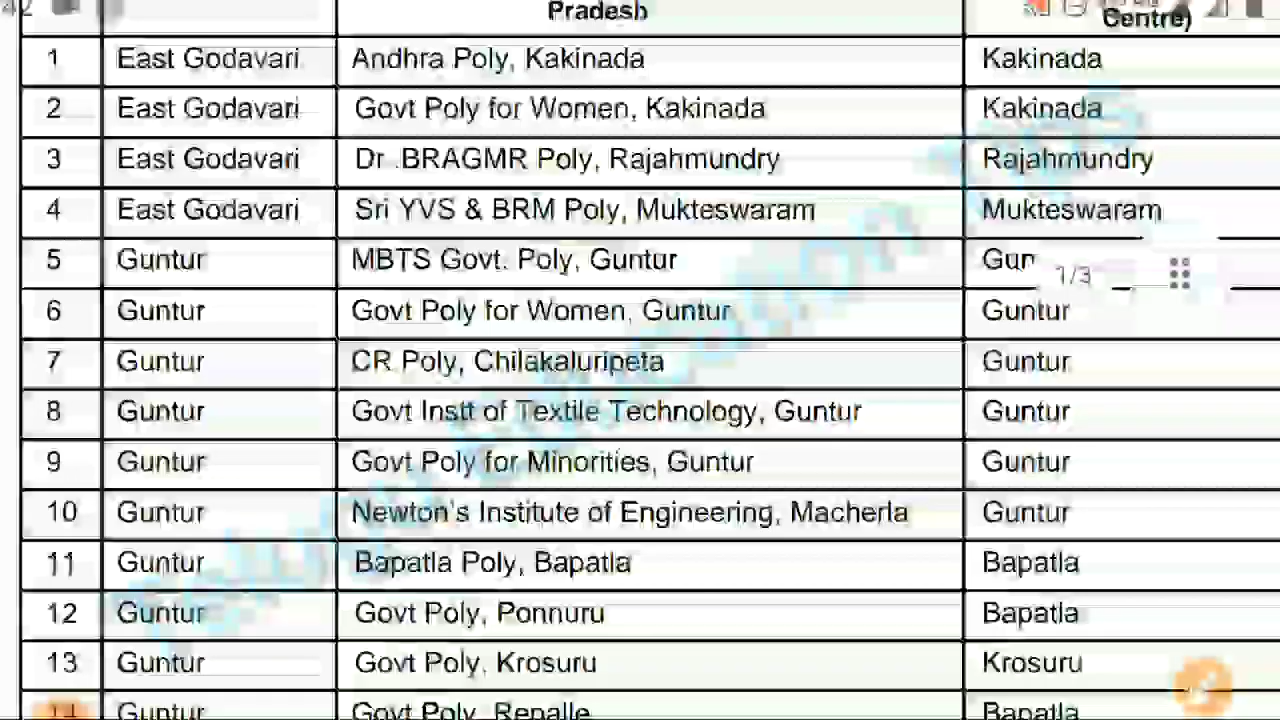 Pradesh
Centre)
1 East Godavari Andhra Poly, Kakinada Kakinada
2 East Godavari Govt Poly for Women, Kakinada Kakinada
3 East Godavari Dr .BRAGMR Poly, Rajahmundry Rajahmundry
4 East Godavari Sri YVS & BRM Poly, Mukteswaram Mukteswaram
5 Guntur MBTS Govt. Poly, Guntur
1/3
6 Guntur Govt Poly for Women, Guntur Guntur
7 Guntur CR Poly, Chilakaluripeta Guntur
8 Guntur Govt Instt of Textile Technology, Guntur Guntur
9 Guntur Govt Poly for Minorities, Guntur Guntur
10 Guntur Newton's Institute of Engineering, Macherla Guntur
11 Guntur Bapatla Poly, Bapatla Bapatla
12 Guntur Govt Poly, Ponnuru Bapatla
13 Guntur Govt Poly, Krosuru Krosuru
14 Guntur Govt Poly, Repalle Bapatla